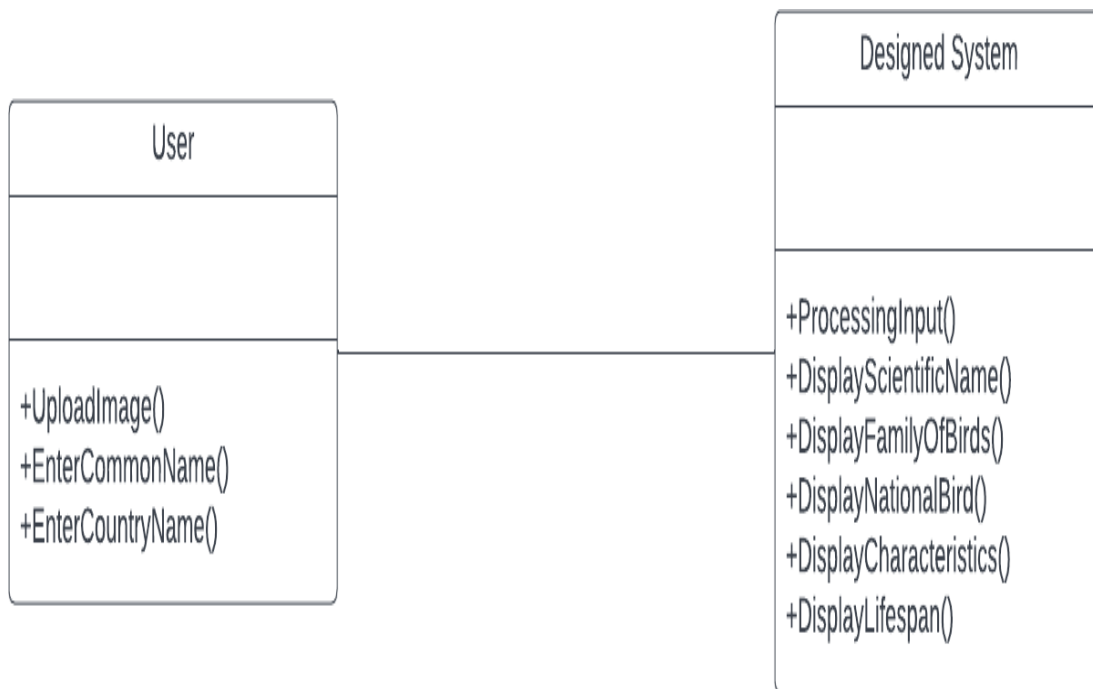 User
+UploadImage()
+EnterCommonName()
+EnterCountryName()
Designed System
+ProcessingInput()
+DisplayScientificName()
+DisplayFamilyOfBirds()
+DisplayNationalBird()
+DisplayCharacteristics()
+DisplayLifespan()